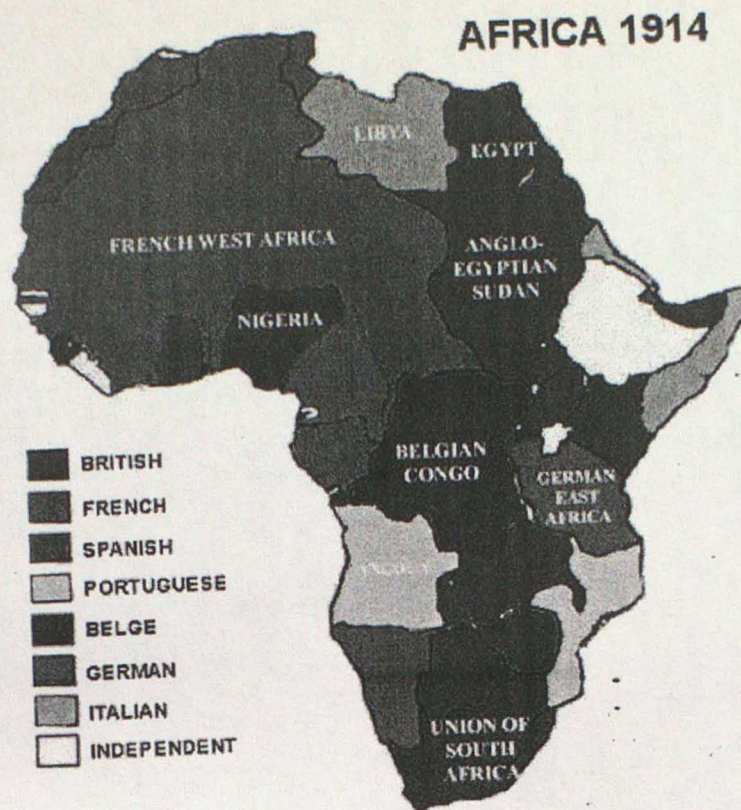 AFRICA 1914
LIBYA
EGYPT
FRENCH WEST AFRICA
ANGLO-
EGYPTIAN
SUDAN
NIGERIA
BELGIAN
CONGO
GERMAN
EAST
AFRICA
ANGOLA
UNION OF
SOUTH
AFRICA
BRITISH
FRENCH
SPANISH
PORTUGUESE
BELGE
GERMAN
ITALIAN
INDEPENDENT